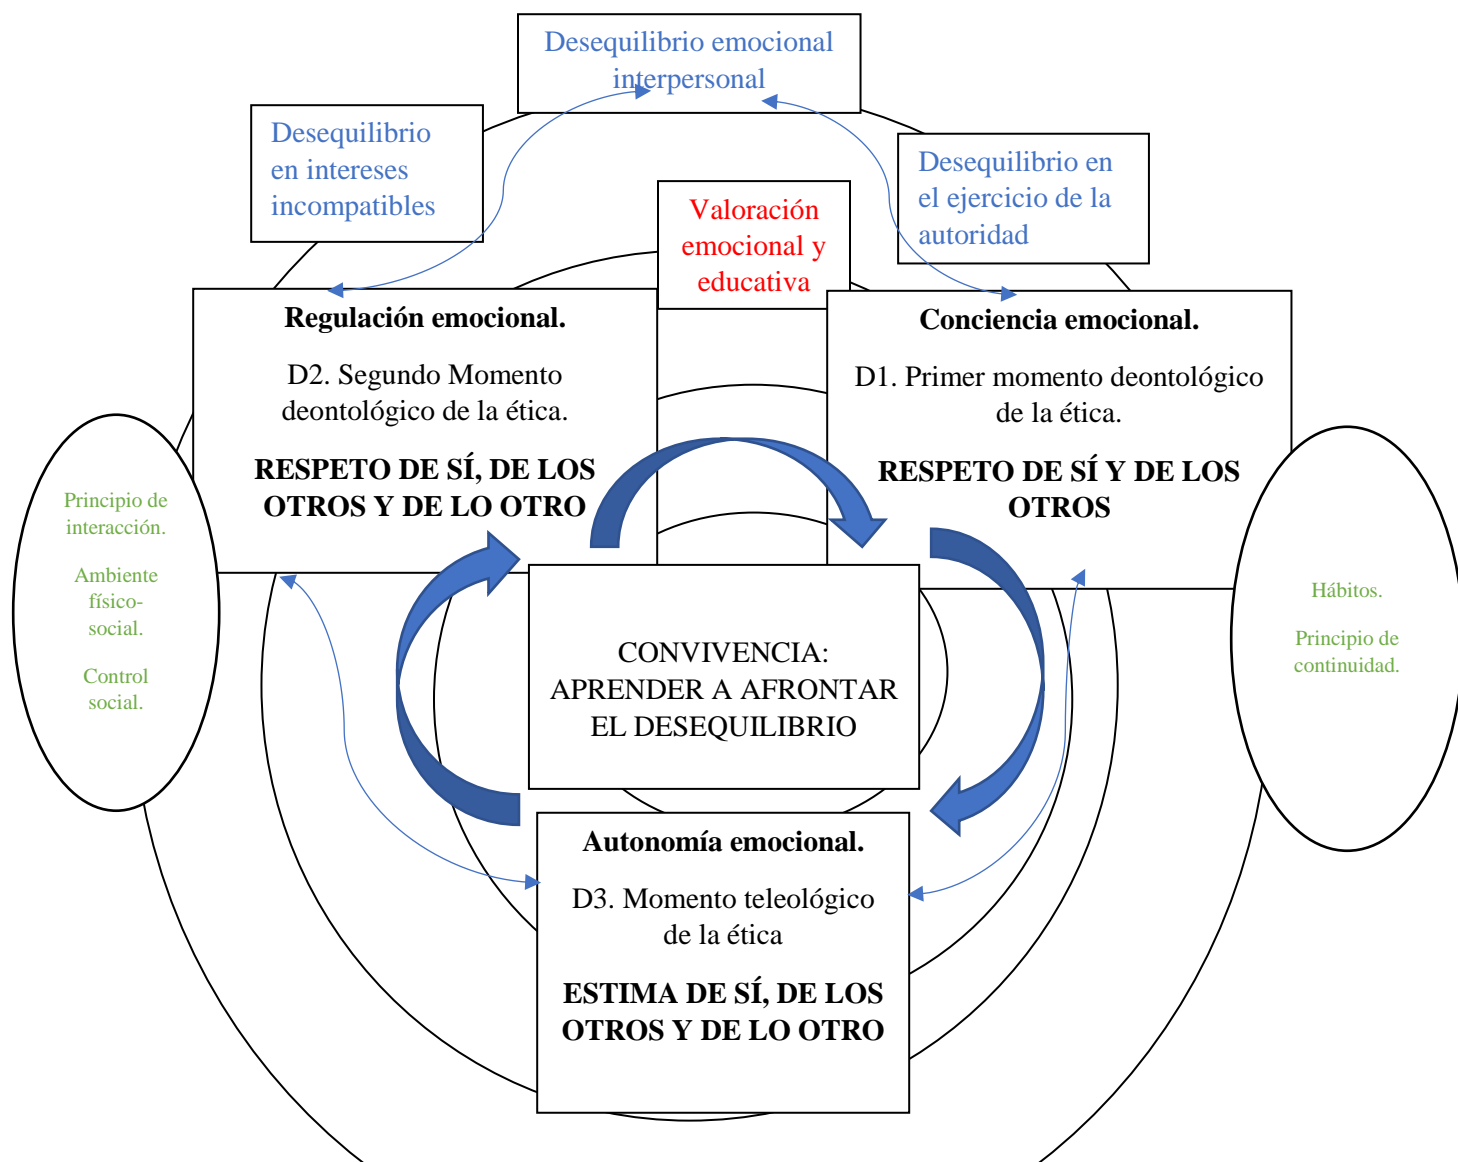 Desequilibrio emocional
interpersonal
Desequilibrio
en intereses
incompatibles
Desequilibrio en
el ejercicio de la
autoridad
Valoración
emocional y
educativa
Regulación emocional.
D2. Segundo Momento
deontológico de la ética.
RESPETO DE SÍ, DE LOS
OTROS Y DE LO OTRO
Conciencia emocional.
D1. Primer momento deontológico
de la ética.
RESPETO DE SÍ Y DE LOS
OTROS
Principio de
interacción.
Ambiente
físico-
social.
Control
social.
Hábitos.
Principio de
continuidad.
CONVIVENCIA:
APRENDER A AFRONTAR
EL DESEQUILIBRIO
Autonomía emocional.
D3. Momento teleológico
de la ética
ESTIMA DE SÍ, DE LOS
OTROS Y DE LO OTRO